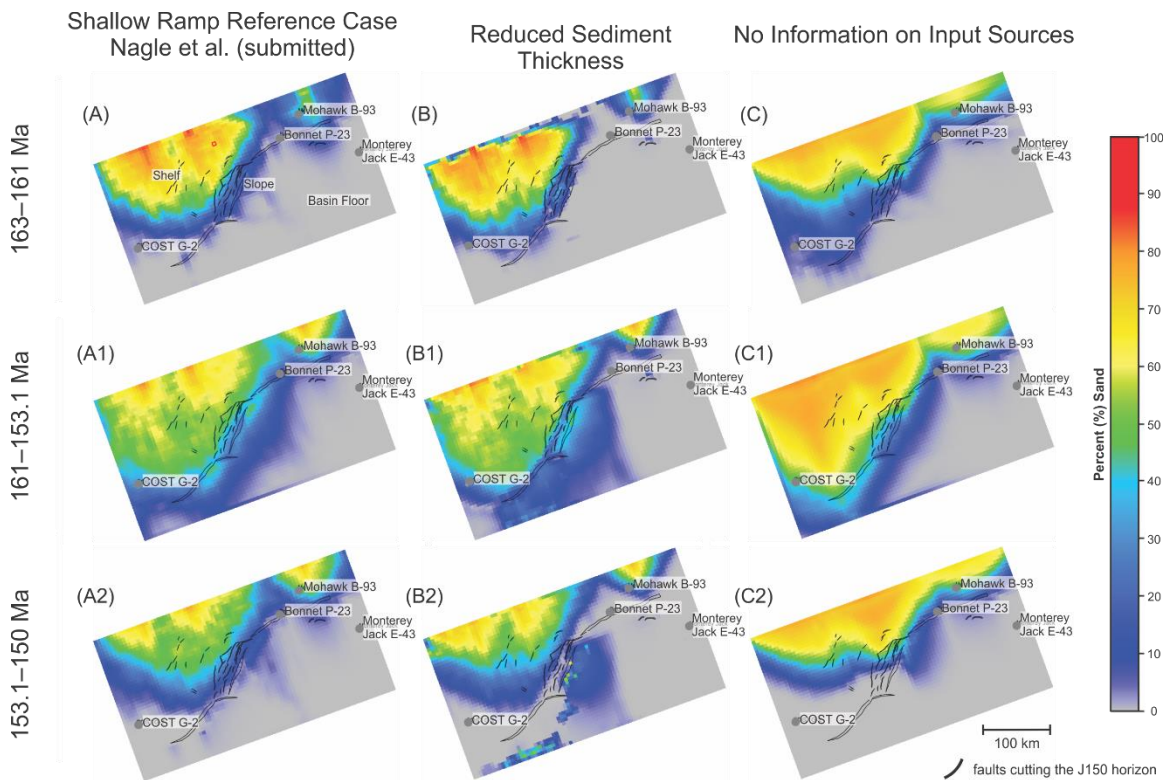 Shallow Ramp Reference Case
Nagle et al. (submitted)
Reduced Sediment
Thickness
No Information on Input Sources
163–161 Ma
(A)
Mohawk B-93
Bonnet P-23
Monterey
Jack E-43
Shelf
Slope
Basin Floor
COST G-2
(B)
Mohawk B-93
Bonnet P-23
Monterey
Jack E-43
COST G-2
(C)
Mohawk B-93
Bonnet P-23
Monterey
Jack E-43
COST G-2
161–153.1 Ma
(A1)
Mohawk B-93
Bonnet P-23
Monterey
Jack E-43
COST G-2
(B1)
Mohawk B-93
Bonnet P-23
Monterey
Jack E-43
COST G-2
(C1)
Mohawk B-93
Bonnet P-23
Monterey
Jack E-43
COST G-2
153.1–150 Ma
(A2)
Mohawk B-93
Bonnet P-23
Monterey
Jack E-43
COST G-2
(B2)
Mohawk B-93
Bonnet P-23
Monterey
Jack E-43
COST G-2
(C2)
Mohawk B-93
Bonnet P-23
Monterey
Jack E-43
COST G-2
100
90
80
70
60
50
40
30
20
10
0
Percent (%) Sand
100 km
faults cutting the J150 horizon